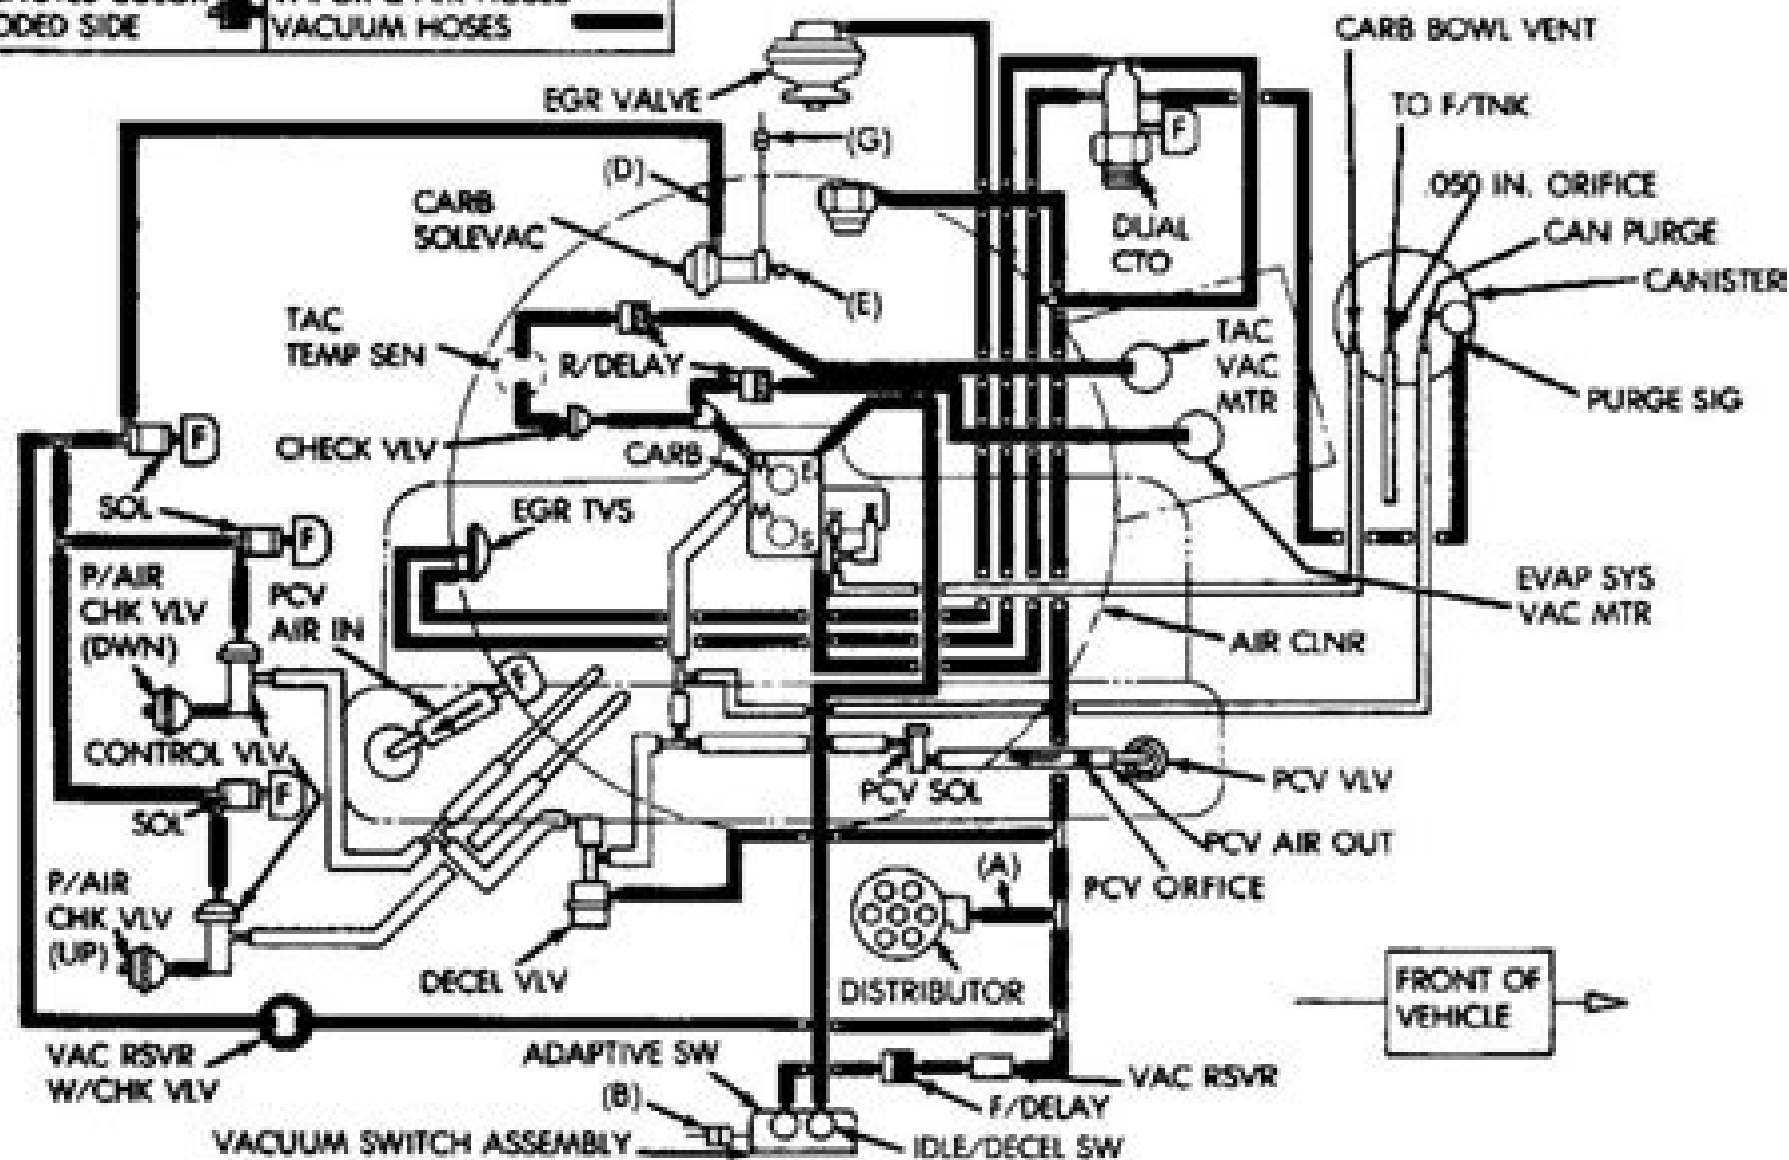 ODED SIDE
VACUUM HOSES
CARB BOWL VENT
EGR VALVE
TO F/TNK
(G)
F
(D)
.050 IN. ORIFICE
CARB
SOLEVAC
DUAL
CTO
CAN PURGE
CANISTER
(E)
TAC
TEMP SEN
R/DELAY
TAC
VAC
MTR
PURGE SIG
F
CHECK VLV
CARB
E
SOL
EGR TVS
M
S
F
P/AIR
CHK VLV
(DWN)
PCV
AIR IN
EVAP SYS
VAC MTR
AIR CLNR
F
CONTROL VLV
PCV SOL
PCV VLV
F
SOL
PCV AIR OUT
P/AIR
CHK VLV
(UP)
(A)
PCV ORFICE
DECEL VLV
DISTRIBUTOR
FRONT OF
VEHICLE
VAC RSVR
W/CHK VLV
ADAPTIVE SW
VAC RSVR
(B)
F/DELAY
VACUUM SWITCH ASSEMBLY
IDLE/DECEL SW